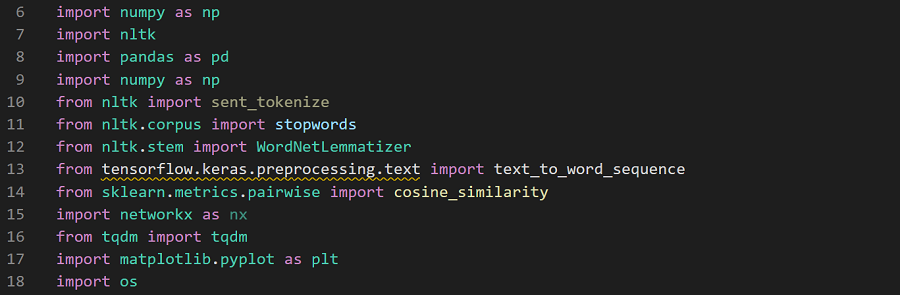 6 import numpy as np
7 import nltk
8 import pandas as pd
9 import numpy as np
10 from nltk import sent_tokenize
11 from nltk.corpus import stopwords
12 from nltk.stem import WordNetLemmatizer
13 from tensorflow.keras.preprocessing.text import text_to_word_sequence
14 from sklearn.metrics.pairwise import cosine_similarity
15 import networkx as nx
16 from tqdm import tqdm
17 import matplotlib.pyplot as plt
18 import os